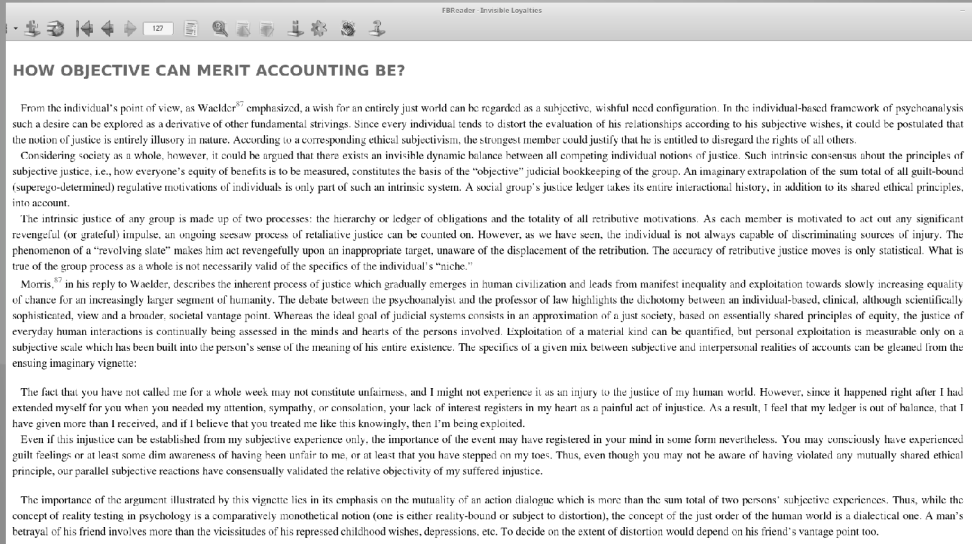 FBReader - Invisible Loyalties
127
HOW OBJECTIVE CAN MERIT ACCOUNTING BE?
From the individual's point of view, as Waelder87 emphasized, a wish for an entirely just world can be regarded as a subjective, wishful need configuration. In the individual-based framework of psychoanalysis
such a desire can be explored as a derivative of other fundamental strivings. Since every individual tends to distort the evaluation of his relationships according to his subjective wishes, it could be postulated that
the notion of justice is entirely illusory in nature. According to a corresponding ethical subjectivism, the strongest member could justify that he is entitled to disregard the rights of all others.
Considering society as a whole, however, it could be argued that there exists an invisible dynamic balance between all competing individual notions of justice. Such intrinsic consensus about the principles of
subjective justice, i.e., how everyone's equity of benefits is to be measured, constitutes the basis of the “objective” judicial bookkeeping of the group. An imaginary extrapolation of the sum total of all guilt-bound
(superego-determined) regulative motivations of individuals is only part of such an intrinsic system. A social group's justice ledger takes its entire interactional history, in addition to its shared ethical principles,
into account.
The intrinsic justice of any group is made up of two processes: the hierarchy or ledger of obligations and the totality of all retributive motivations. As each member is motivated to act out any significant
revengeful (or grateful) impulse, an ongoing seesaw process of retaliative justice can be counted on. However, as we have seen, the individual is not always capable of discriminating sources of injury. The
phenomenon of a “revolving slate” makes him act revengefully upon an inappropriate target, unaware of the displacement of the retribution. The accuracy of retributive justice moves is only statistical. What is
true of the group process as a whole is not necessarily valid of the specifics of the individual's “niche.”
Morris,87 in his reply to Waelder, describes the inherent process of justice which gradually emerges in human civilization and leads from manifest inequality and exploitation towards slowly increasing equality
of chance for an increasingly larger segment of humanity. The debate between the psychoanalyist and the professor of law highlights the dichotomy between an individual-based, clinical, although scientifically
sophisticated, view and a broader, societal vantage point. Whereas the ideal goal of judicial systems consists in an approximation of a just society, based on essentially shared principles of equity, the justice of
everyday human interactions is continually being assessed in the minds and hearts of the persons involved. Exploitation of a material kind can be quantified, but personal exploitation is measurable only on a
subjective scale which has been built into the person's sense of the meaning of his entire existence. The specifics of a given mix between subjective and interpersonal realities of accounts can be gleaned from the
ensuing imaginary vignette:
The fact that you have not called me for a whole week may not constitute unfairness, and I might not experience it as an injury to the justice of my human world. However, since it happened right after I had
extended myself for you when you needed my attention, sympathy, or consolation, your lack of interest registers in my heart as a painful act of injustice. As a result, I feel that my ledger is out of balance, that I
have given more than I received, and if I believe that you treated me like this knowingly, then I'm being exploited.
Even if this injustice can be established from my subjective experience only, the importance of the event may have registered in your mind in some form nevertheless. You may consciously have experienced
guilt feelings or at least some dim awareness of having been unfair to me, or at least that you have stepped on my toes. Thus, even though you may not be aware of having violated any mutually shared ethical
principle, our parallel subjective reactions have consensually validated the relative objectivity of my suffered injustice.
The importance of the argument illustrated by this vignette lies in its emphasis on the mutuality of an action dialogue which is more than the sum total of two persons' subjective experiences. Thus, while the
concept of reality testing in psychology is a comparatively monothetical notion (one is either reality-bound or subject to distortion), the concept of the just order of the human world is a dialectical one. A man's
betrayal of his friend involves more than the vicissitudes of his repressed childhood wishes, depressions, etc. To decide on the extent of distortion would depend on his friend's vantage point too.